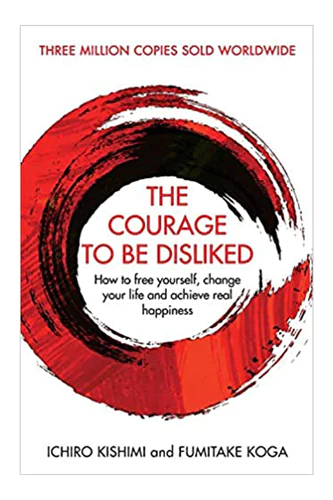 THREE MILLION COPIES SOLD WORLDWIDE
THE
COURAGE
TO BE DISLIKED
How to free yourself, change
your life and achieve real
happiness
ICHIRO KISHIMI and FUMITAKE KOGA